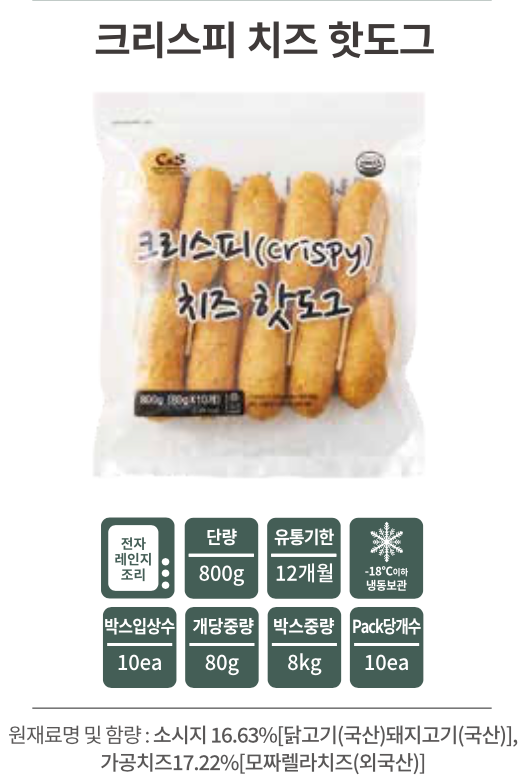 크리스피 치즈 핫도그
C&S
크리스피(crispy)
치즈 핫도그
800g (80gX10개)
전자
레인지
조리
단량
800g
유통기한
12개월
-18℃이하
냉동보관
박스입상수
10ea
개당중량
80g
박스중량
8kg
Pack당개수
10ea
원재료명 및 함량 : 소시지 16.63%[닭고기(국산)돼지고기(국산)],
가공치즈17.22%[모짜렐라치즈(외국산)]